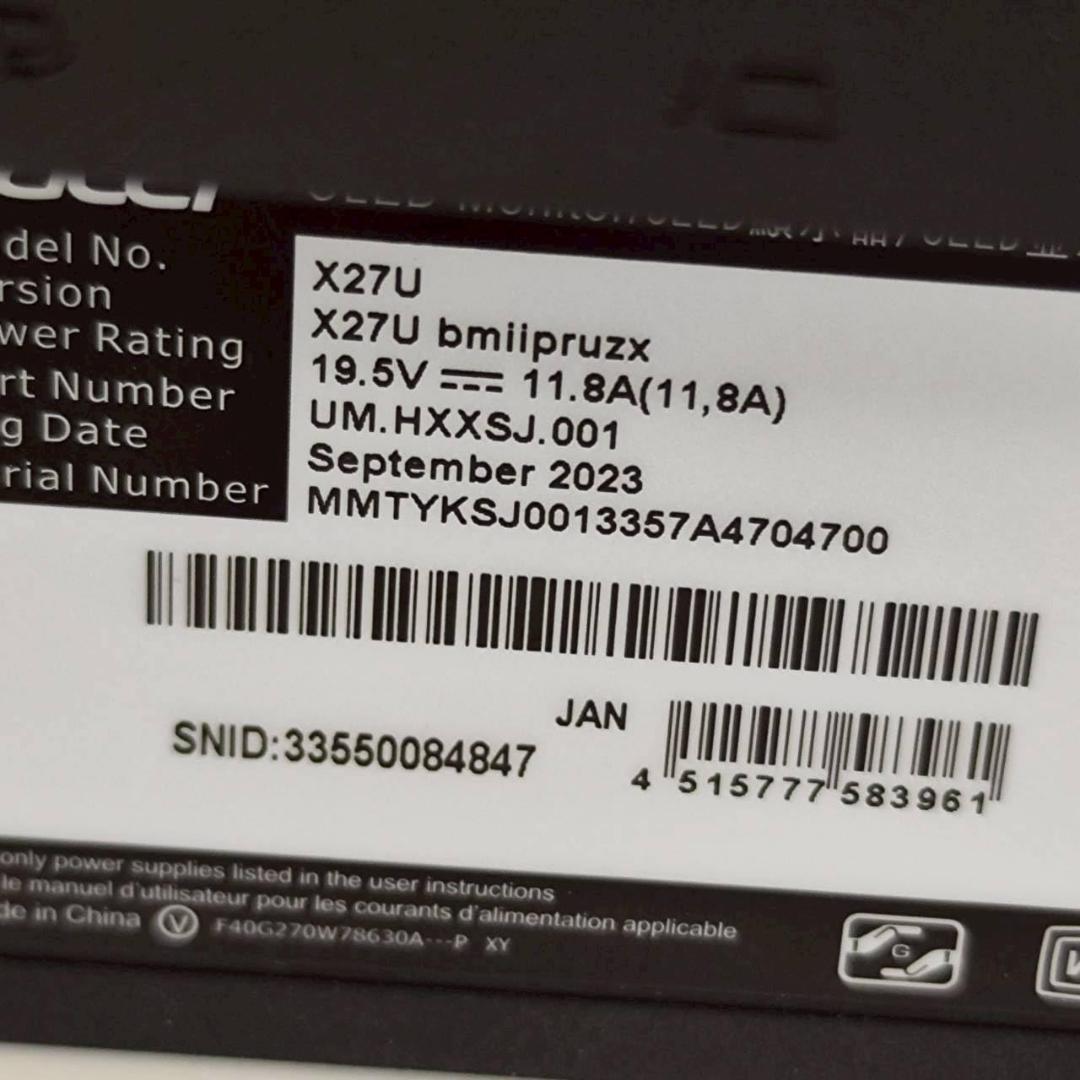 del No.
X27U
rsion
X27U bmiipruzx
wer Rating
19.5V ⎓ 11.8A(11,8A)
rt Number
UM.HXXSJ.001
g Date
September 2023
rial Number
MMTYKSJ0013357A4704700
JAN
SNID:33550084847
4 515777 583961
only power supplies listed in the user instructions
le manuel d'utilisateur pour les courants d'alimentation applicable
de in China V F40G270W78630A---P XY
G